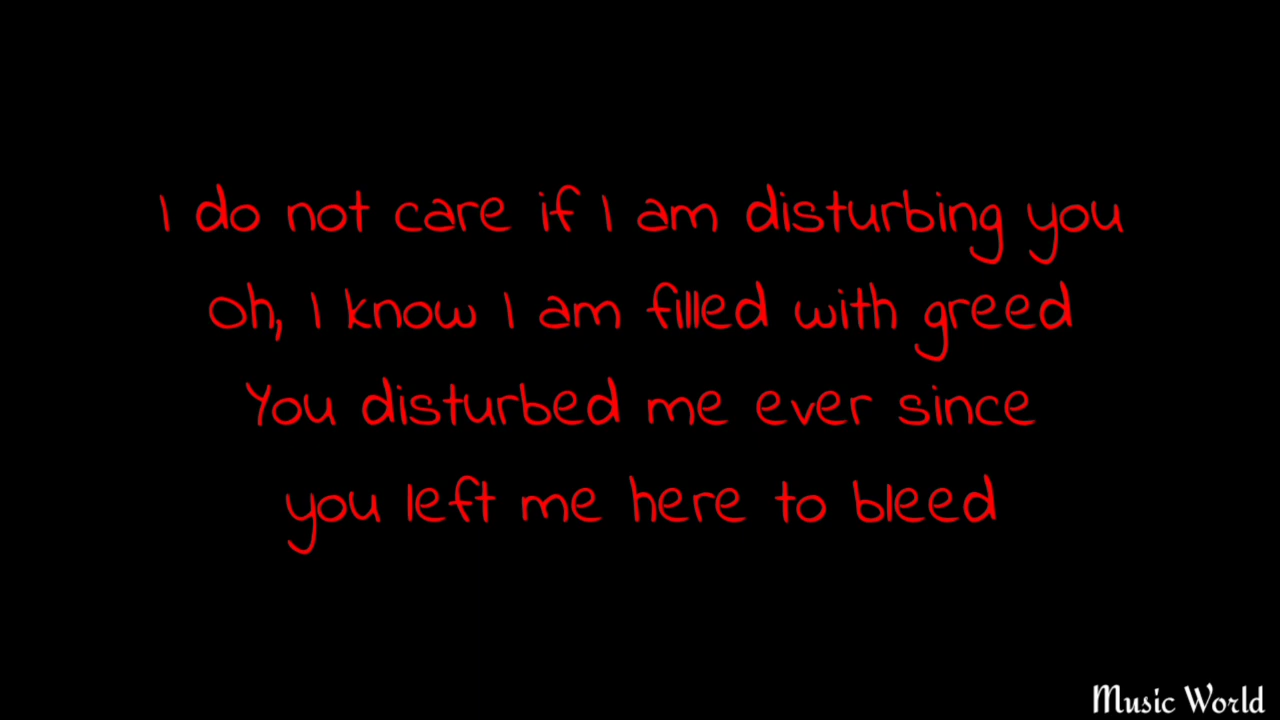 I do not care if I am disturbing you
Oh, I know I am filled with greed
You disturbed me ever since
you left me here to bleed
Music World